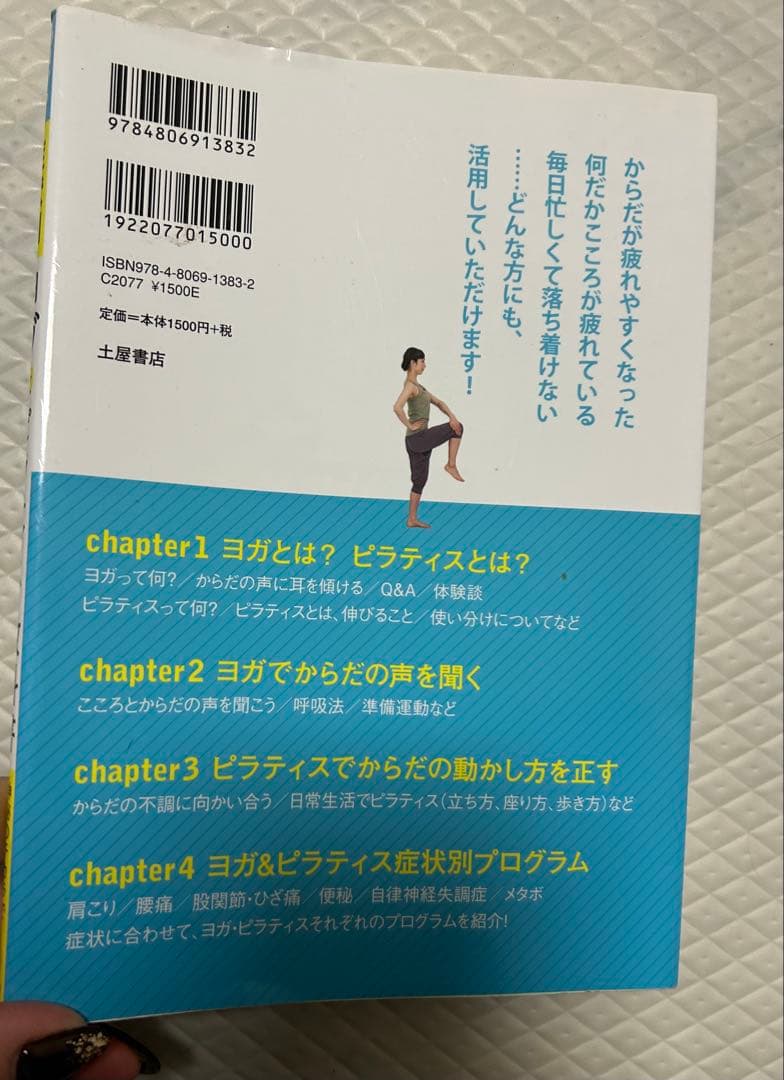 9784806913832
1922077015000
ISBN978-4-8069-1383-2
C2077 ¥1500E
定価＝本体1500円+税
土屋書店
からだが疲れやすくなった
何だかこころが疲れている
毎日忙しくて落ち着けない
……どんな方にも、
活用していただけます！
chapter1 ヨガとは？ ピラティスとは？
ヨガって何？／からだの声に耳を傾ける／Q&A／体験談
ピラティスって何？／ピラティスとは、伸びること／使い分けについてなど
chapter2 ヨガでからだの声を聞く
こころとからだの声を聞こう／呼吸法／準備運動など
chapter3 ピラティスでからだの動かし方を正す
からだの不調に向かい合う／日常生活でピラティス（立ち方、座り方、歩き方）など
chapter4 ヨガ&ピラティス症状別プログラム
肩こり／腰痛／股関節・ひざ痛／便秘／自律神経失調症／メタボ
症状に合わせて、ヨガ・ピラティスそれぞれのプログラムを紹介！